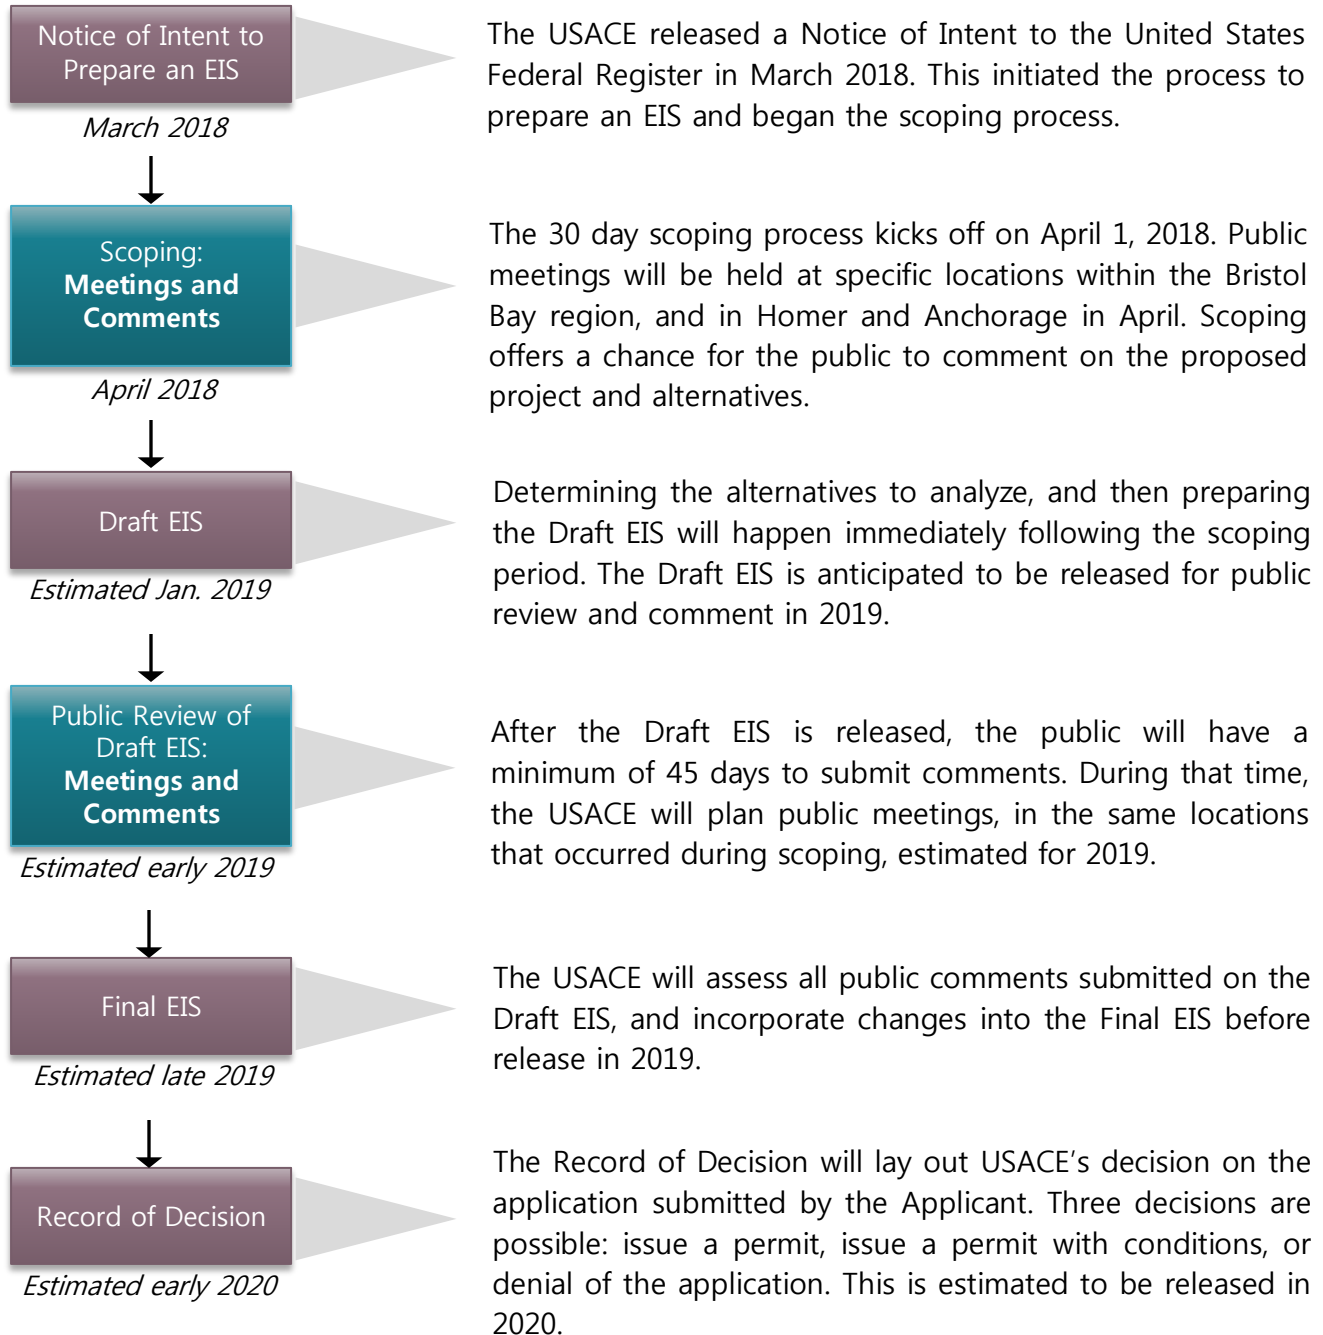 Notice of Intent to
Prepare an EIS
March 2018
The USACE released a Notice of Intent to the United States
Federal Register in March 2018. This initiated the process to
prepare an EIS and began the scoping process.
Scoping:
Meetings and
Comments
April 2018
The 30 day scoping process kicks off on April 1, 2018. Public
meetings will be held at specific locations within the Bristol
Bay region, and in Homer and Anchorage in April. Scoping
offers a chance for the public to comment on the proposed
project and alternatives.
Draft EIS
Estimated Jan. 2019
Determining the alternatives to analyze, and then preparing
the Draft EIS will happen immediately following the scoping
period. The Draft EIS is anticipated to be released for public
review and comment in 2019.
Public Review of
Draft EIS:
Meetings and
Comments
Estimated early 2019
After the Draft EIS is released, the public will have a
minimum of 45 days to submit comments. During that time,
the USACE will plan public meetings, in the same locations
that occurred during scoping, estimated for 2019.
Final EIS
Estimated late 2019
The USACE will assess all public comments submitted on the
Draft EIS, and incorporate changes into the Final EIS before
release in 2019.
Record of Decision
Estimated early 2020
The Record of Decision will lay out USACE’s decision on the
application submitted by the Applicant. Three decisions are
possible: issue a permit, issue a permit with conditions, or
denial of the application. This is estimated to be released in
2020.